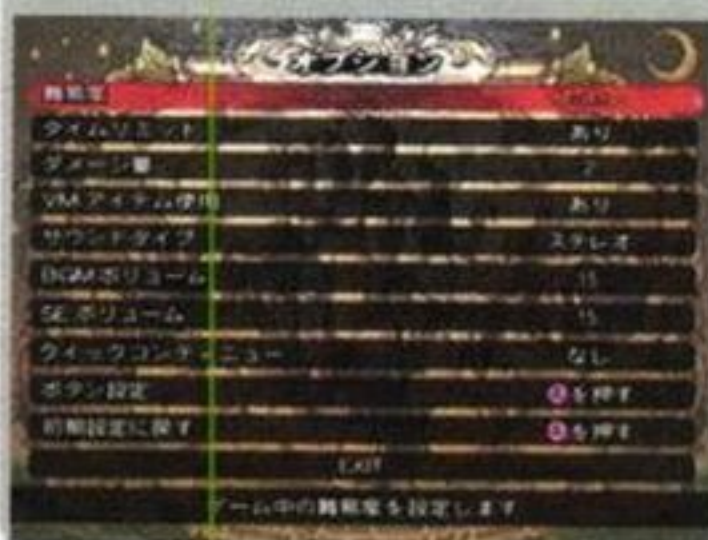 オプション
難易度
タイムリミット あり
ダメージ量 2
VMアイテム使用 あり
サウンドタイプ ステレオ
BGMボリューム 15
SEボリューム 15
クイックコンティニュー なし
ボタン設定 を押す
初期設定に戻す を押す
EXIT
ゲーム中の難易度を設定します